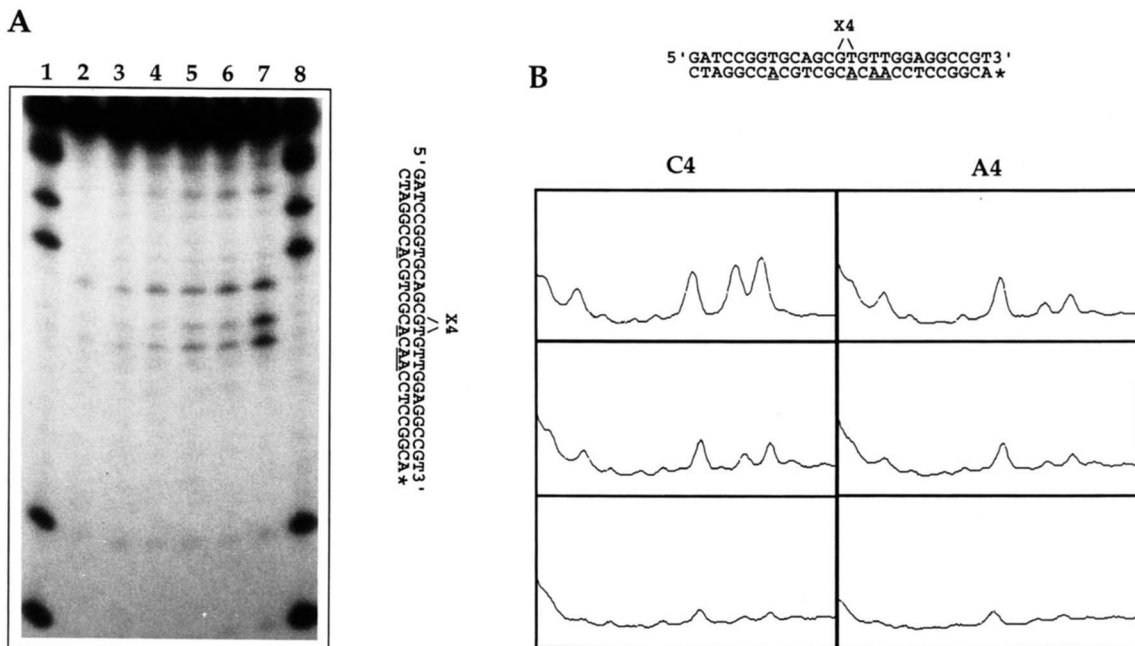 A
1 2 3 4 5 6 7 8
5'GATCCGGTGCAGCGTGTTGGAGGCCGT3'
CTAGGCCACGTCGCACAACCTCCGGCA*
X4
/\
B
X4
/\
5'GATCCGGTGCAGCGTGTTGGAGGCCGT3'
CTAGGCCACGTCGCACAACCTCCGGCA*
C4 A4